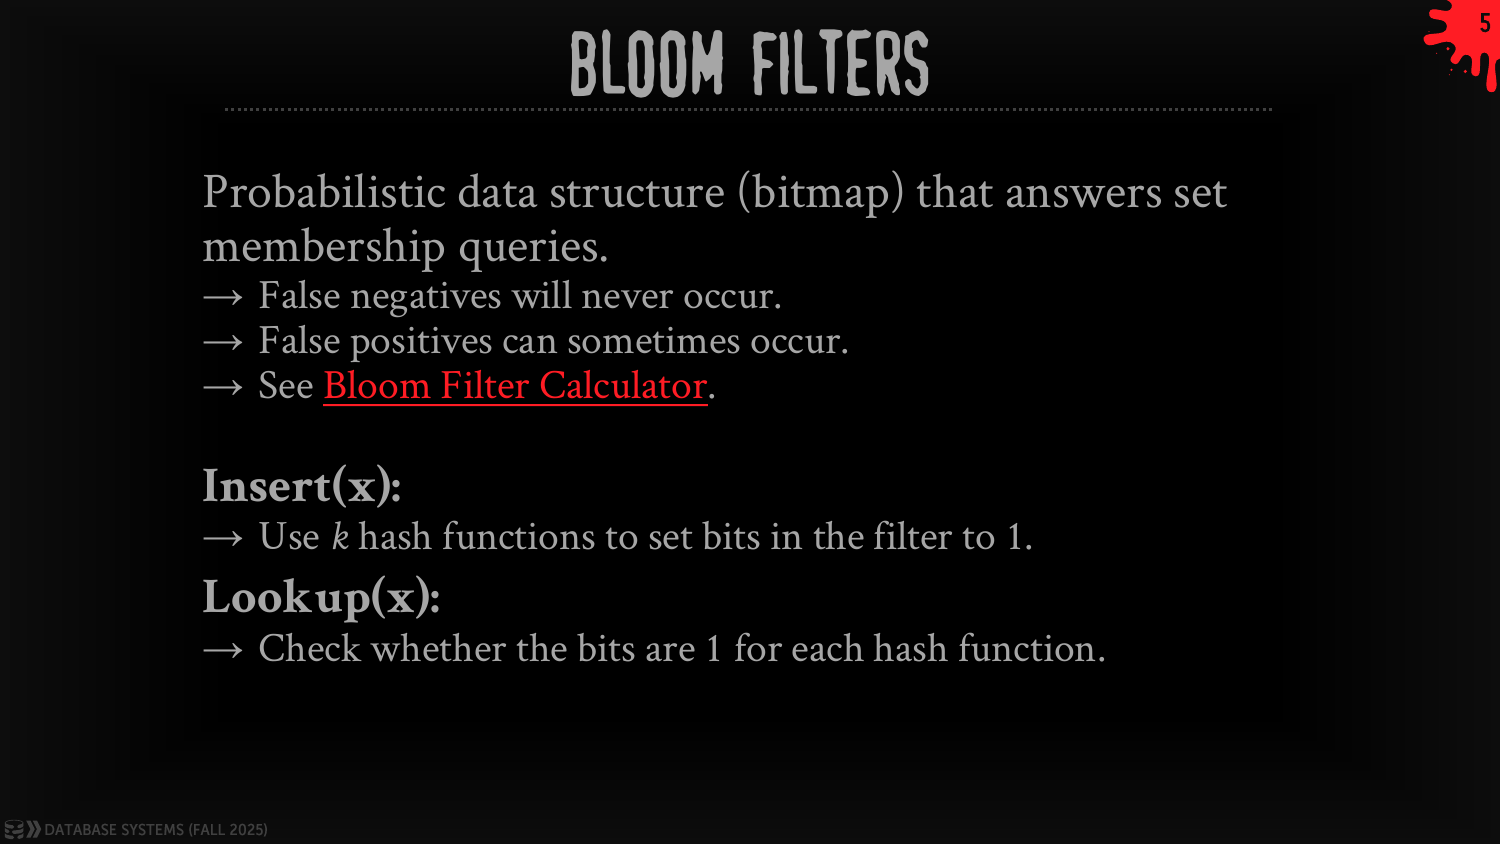 5
BLOOM FILTERS
Probabilistic data structure (bitmap) that answers set
membership queries.
→ False negatives will never occur.
→ False positives can sometimes occur.
→ See Bloom Filter Calculator.
Insert(x):
→ Use k hash functions to set bits in the filter to 1.
Lookup(x):
→ Check whether the bits are 1 for each hash function.
DATABASE SYSTEMS (FALL 2025)